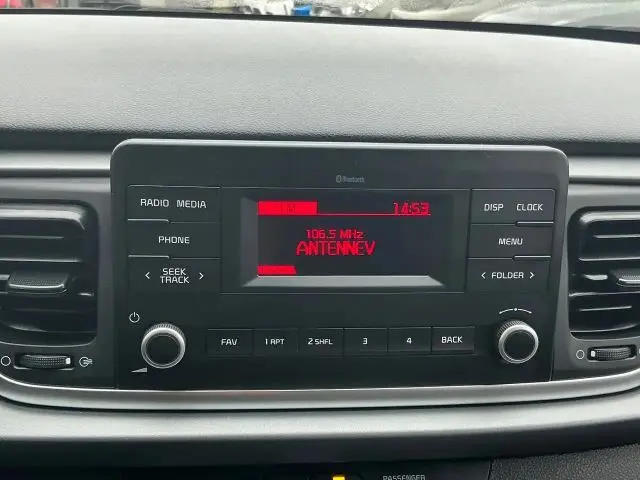 Bluetooth
RADIO MEDIA
FM
14:53
DISP CLOCK
PHONE
106.5 MHz
ANTENNEV
MENU
< SEEK TRACK >
< FOLDER >
FAV
1 RPT
2 SHFL
3
4
BACK
PASSENGER